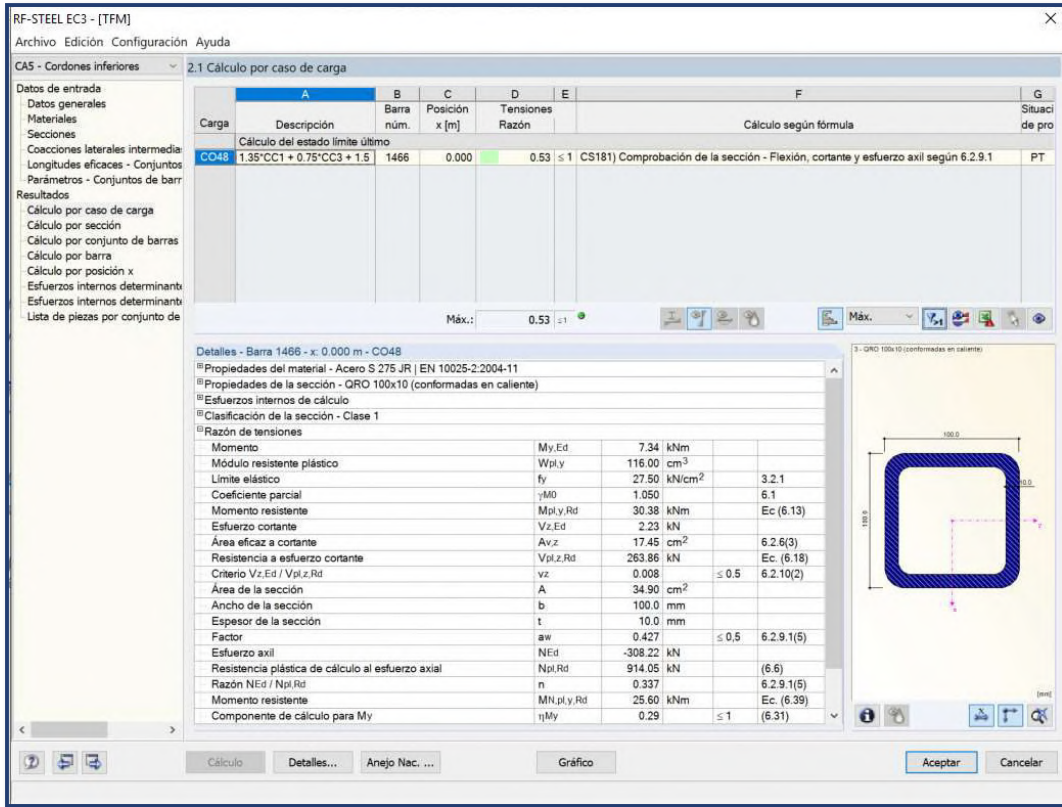 RF-STEEL EC3 - [TFM]
Archivo Edición Configuración Ayuda
CA5 - Cordones inferiores
2.1 Cálculo por caso de carga
Datos de entrada
Datos generales
Materiales
Secciones
Coacciones laterales intermedia
Longitudes eficaces - Conjuntos
Parámetros - Conjuntos de barr
Resultados
Cálculo por caso de carga
Cálculo por sección
Cálculo por conjunto de barras
Cálculo por barra
Cálculo por posición x
Esfuerzos internos determinante
Esfuerzos internos determinante
Lista de piezas por conjunto de
A B C D E F G
Barra Posición Tensiones Situaci
Carga Descripción núm. x [m] Razón Cálculo según fórmula de pro
Cálculo del estado límite último
CO48 1.35*CC1 + 0.75*CC3 + 1.5 1466 0.000 0.53 ≤ 1 CS181) Comprobación de la sección - Flexión, cortante y esfuerzo axil según 6.2.9.1 PT
Máx.: 0.53 ≤1
Máx.
Detalles - Barra 1466 - x: 0.000 m - CO48
Propiedades del material - Acero S 275 JR | EN 10025-2:2004-11
Propiedades de la sección - QRO 100x10 (conformadas en caliente)
Esfuerzos internos de cálculo
Clasificación de la sección - Clase 1
Razón de tensiones
Momento My,Ed 7.34 kNm
Módulo resistente plástico Wpl,y 116.00 cm3
Límite elástico fy 27.50 kN/cm2 3.2.1
Coeficiente parcial γM0 1.050 6.1
Momento resistente Mpl,y,Rd 30.38 kNm Ec (6.13)
Esfuerzo cortante Vz,Ed 2.23 kN
Área eficaz a cortante Av,z 17.45 cm2 6.2.6(3)
Resistencia a esfuerzo cortante Vpl,z,Rd 263.86 kN Ec. (6.18)
Criterio Vz,Ed / Vpl,z,Rd vz 0.008 ≤ 0.5 6.2.10(2)
Área de la sección A 34.90 cm2
Ancho de la sección b 100.0 mm
Espesor de la sección t 10.0 mm
Factor aw 0.427 ≤ 0,5 6.2.9.1(5)
Esfuerzo axil NEd -308.22 kN
Resistencia plástica de cálculo al esfuerzo axial Npl,Rd 914.05 kN (6.6)
Razón NEd / Npl,Rd n 0.337 6.2.9.1(5)
Momento resistente MN,pl,y,Rd 25.60 kNm Ec. (6.39)
Componente de cálculo para My ηMy 0.29 ≤ 1 (6.31)
3 - QRO 100x10 (conformadas en caliente)
100.0
10.0
100.0
[mm]
Cálculo
Detalles...
Anejo Nac. ...
Gráfico
Aceptar
Cancelar